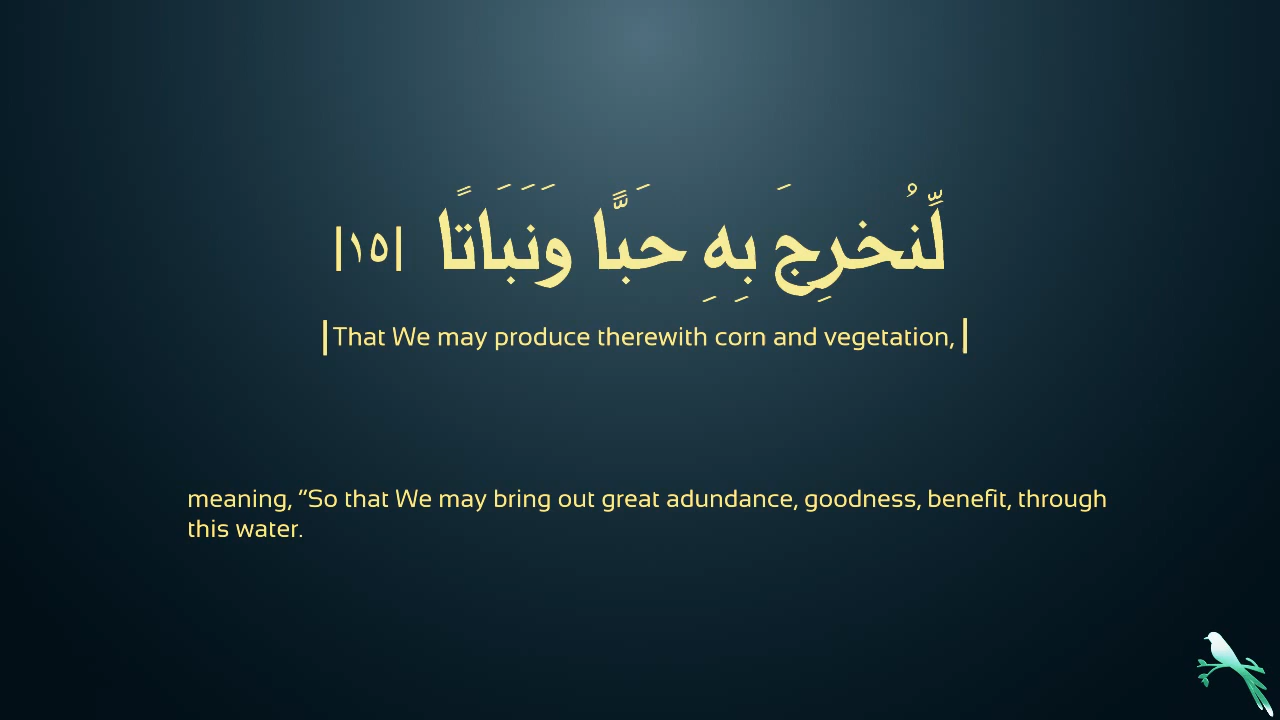 لِّنُخرِجَ بِهِ حَبًّا وَنَبَاتًا |١٥|
|That We may produce therewith corn and vegetation, |
meaning, ”So that We may bring out great adundance, goodness, benefit, through
this water.